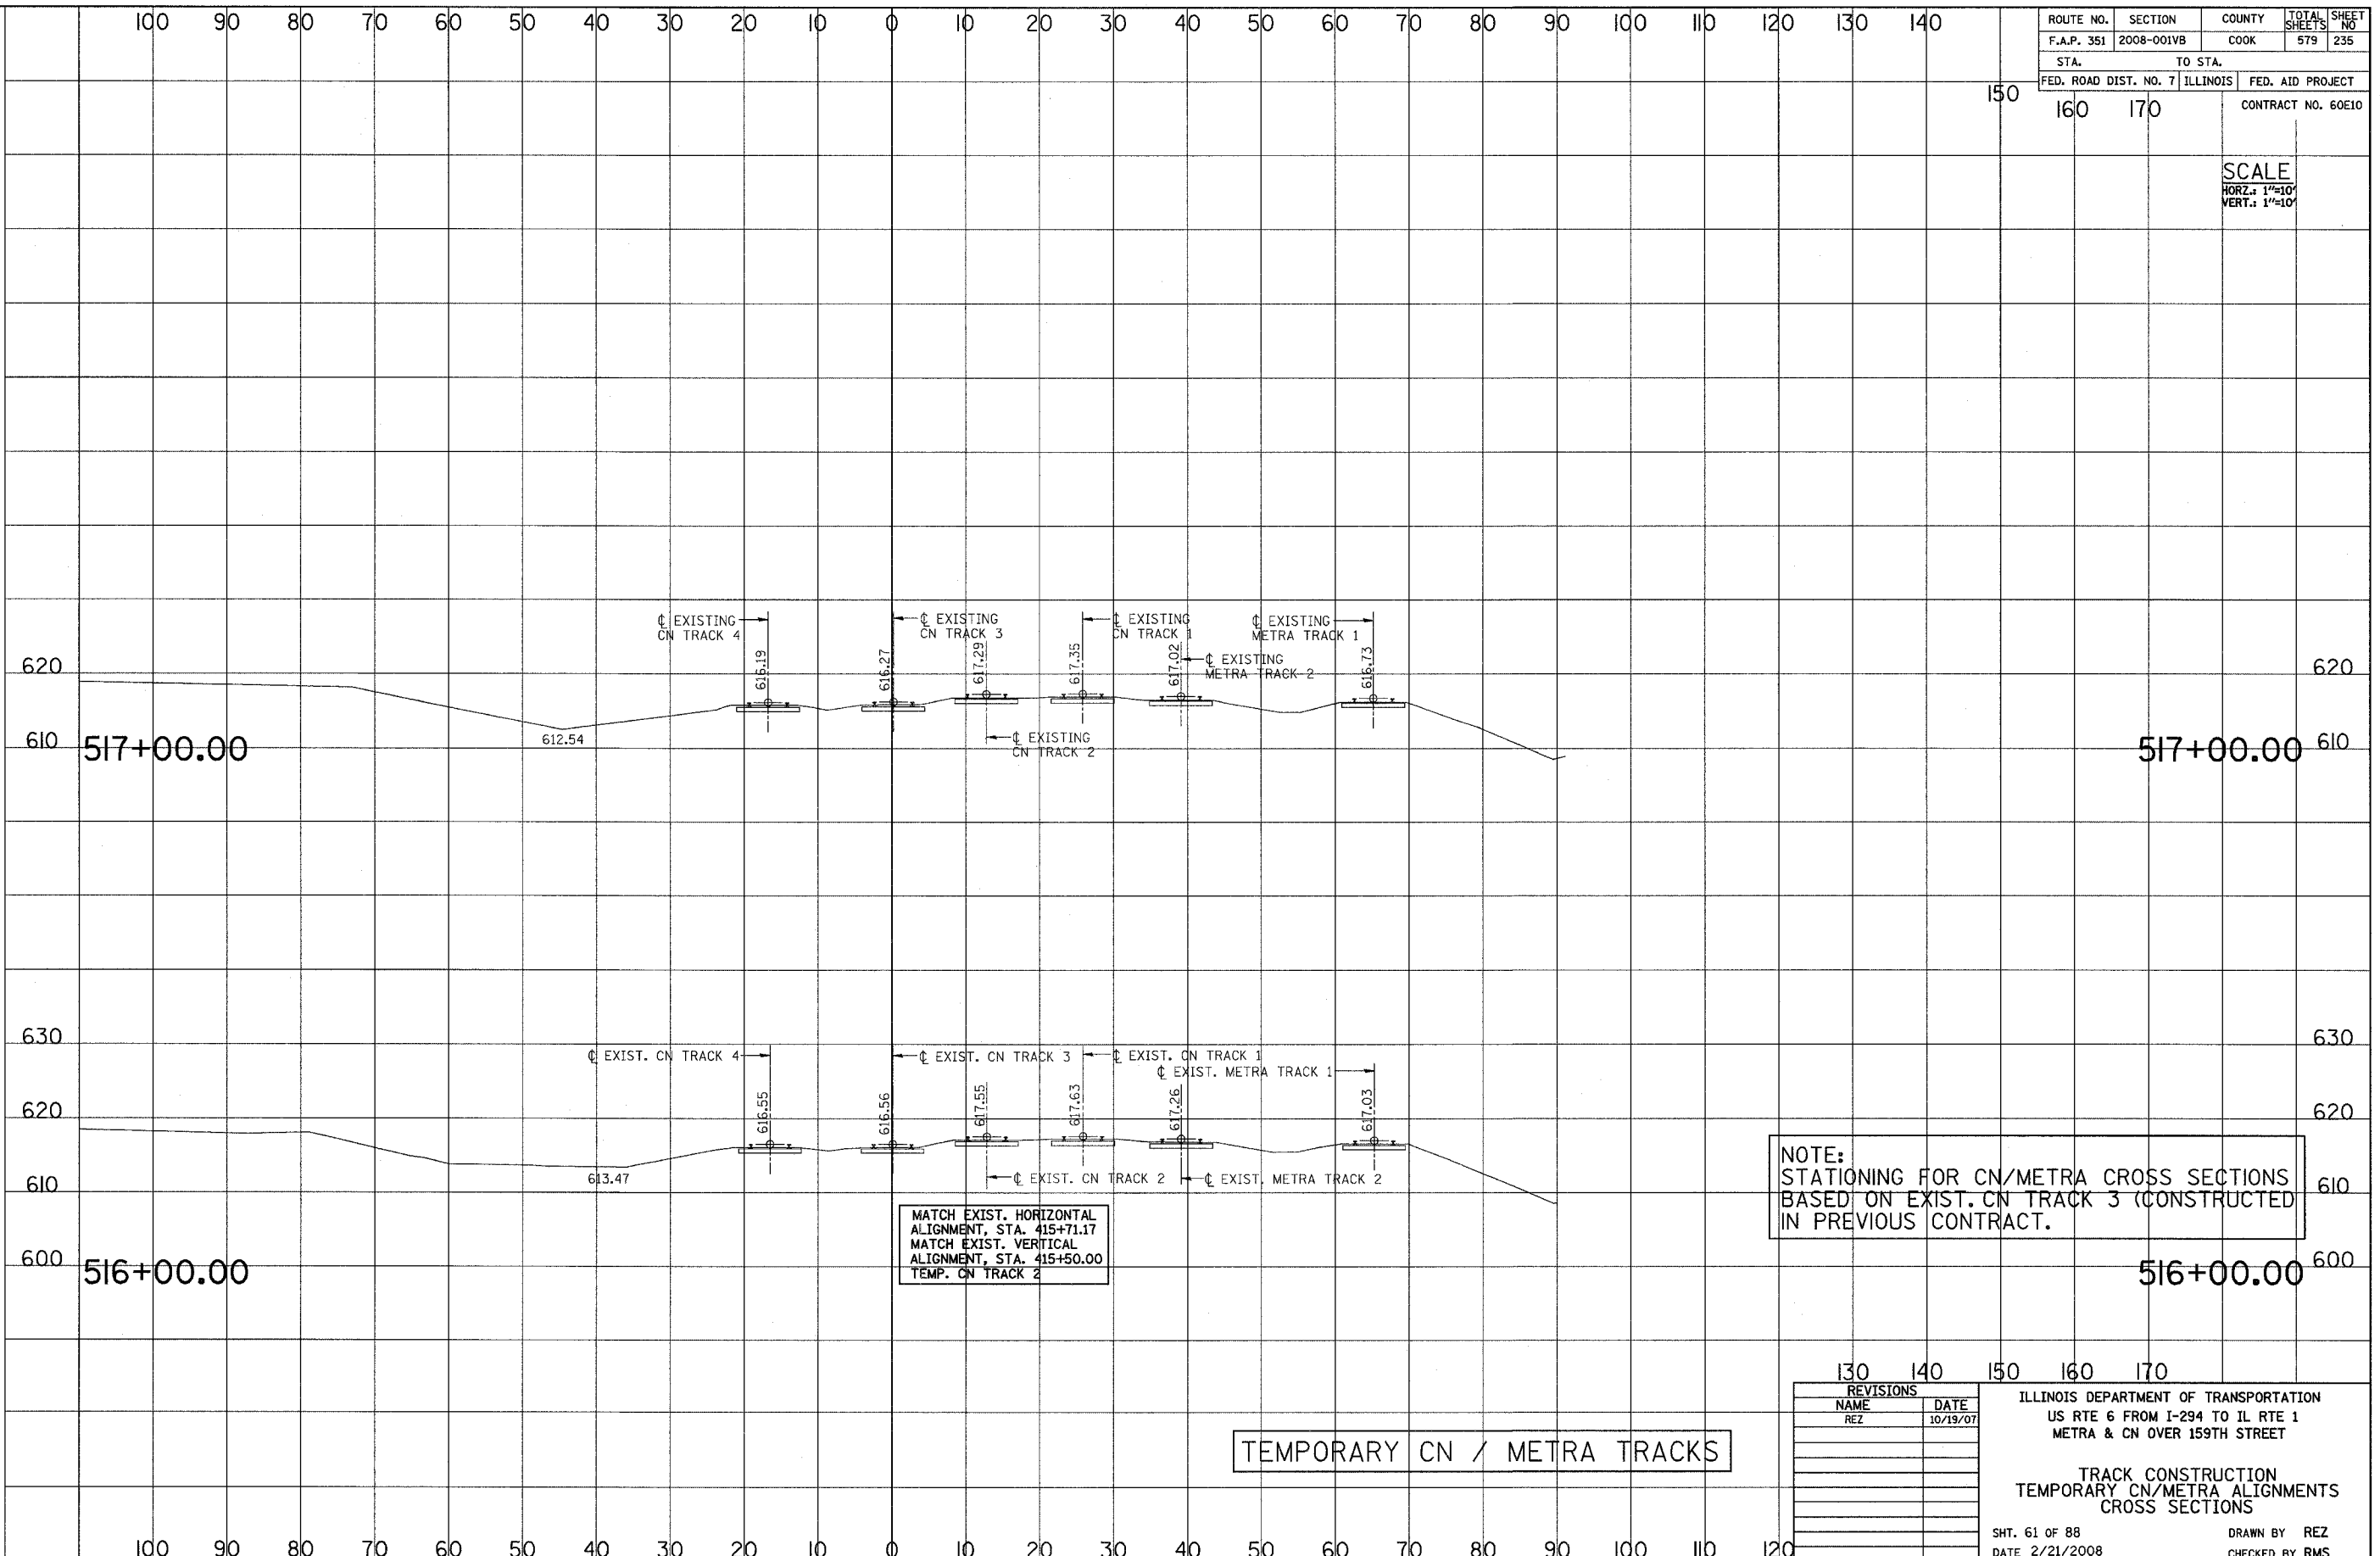 100 90 80 70 60 50 40 30 20 10 0 10 20 30 40 50 60 70 80 90 100 110 120 130 140
150 160 170
ROUTE NO. SECTION COUNTY TOTAL SHEETS SHEET NO
F.A.P. 351 2008-001VB COOK 579 235
STA. TO STA.
FED. ROAD DIST. NO. 7 ILLINOIS FED. AID PROJECT
CONTRACT NO. 60E10
SCALE
HORZ.: 1"=10'
VERT.: 1"=10'
℄ EXISTING
CN TRACK 4
℄ EXISTING
CN TRACK 3
℄ EXISTING
CN TRACK 1
℄ EXISTING
METRA TRACK 1
℄ EXISTING
METRA TRACK 2
616.19
616.27
617.29
617.35
617.02
616.73
℄ EXISTING
CN TRACK 2
612.54
620 620
610 517+00.00 517+00.00 610
630 630
℄ EXIST. CN TRACK 4
℄ EXIST. CN TRACK 3
℄ EXIST. CN TRACK 1
℄ EXIST. METRA TRACK 1
616.55
616.56
617.55
617.63
617.26
617.03
620 620
613.47
℄ EXIST. CN TRACK 2
℄ EXIST. METRA TRACK 2
610 610
MATCH EXIST. HORIZONTAL
ALIGNMENT, STA. 415+71.17
MATCH EXIST. VERTICAL
ALIGNMENT, STA. 415+50.00
TEMP. CN TRACK 2
NOTE:
STATIONING FOR CN/METRA CROSS SECTIONS
BASED ON EXIST. CN TRACK 3 (CONSTRUCTED
IN PREVIOUS CONTRACT.
600 516+00.00 516+00.00 600
130 140 150 160 170
TEMPORARY CN / METRA TRACKS
REVISIONS
NAME DATE
REZ 10/19/07
ILLINOIS DEPARTMENT OF TRANSPORTATION
US RTE 6 FROM I-294 TO IL RTE 1
METRA & CN OVER 159TH STREET
TRACK CONSTRUCTION
TEMPORARY CN/METRA ALIGNMENTS
CROSS SECTIONS
SHT. 61 OF 88 DRAWN BY REZ
DATE 2/21/2008 CHECKED BY RMS
100 90 80 70 60 50 40 30 20 10 0 10 20 30 40 50 60 70 80 90 100 110 120